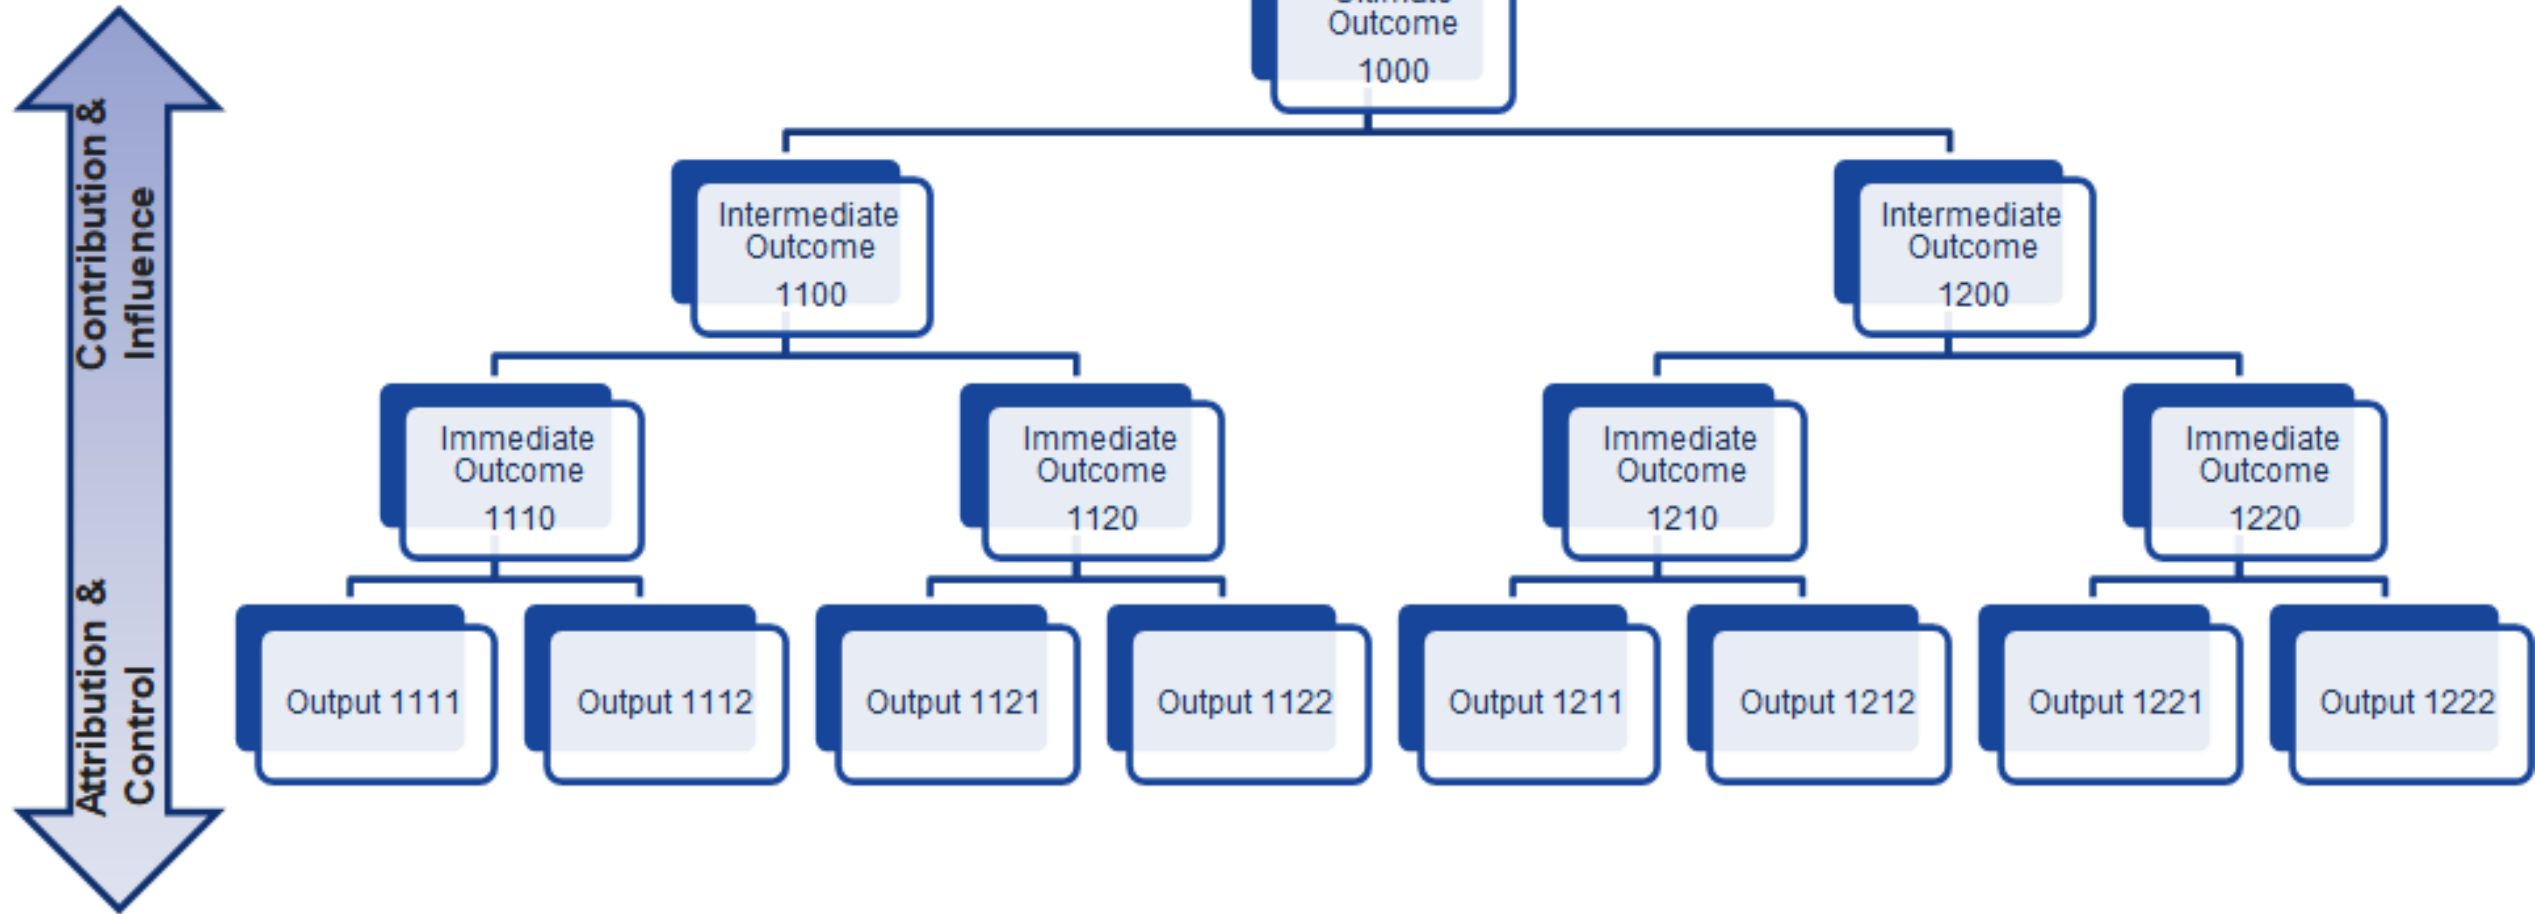 Ultimate
Outcome
1000
Contribution &
Influence
Intermediate
Outcome
1100
Intermediate
Outcome
1200
Immediate
Outcome
1110
Immediate
Outcome
1120
Immediate
Outcome
1210
Immediate
Outcome
1220
Attribution &
Control
Output 1111
Output 1112
Output 1121
Output 1122
Output 1211
Output 1212
Output 1221
Output 1222